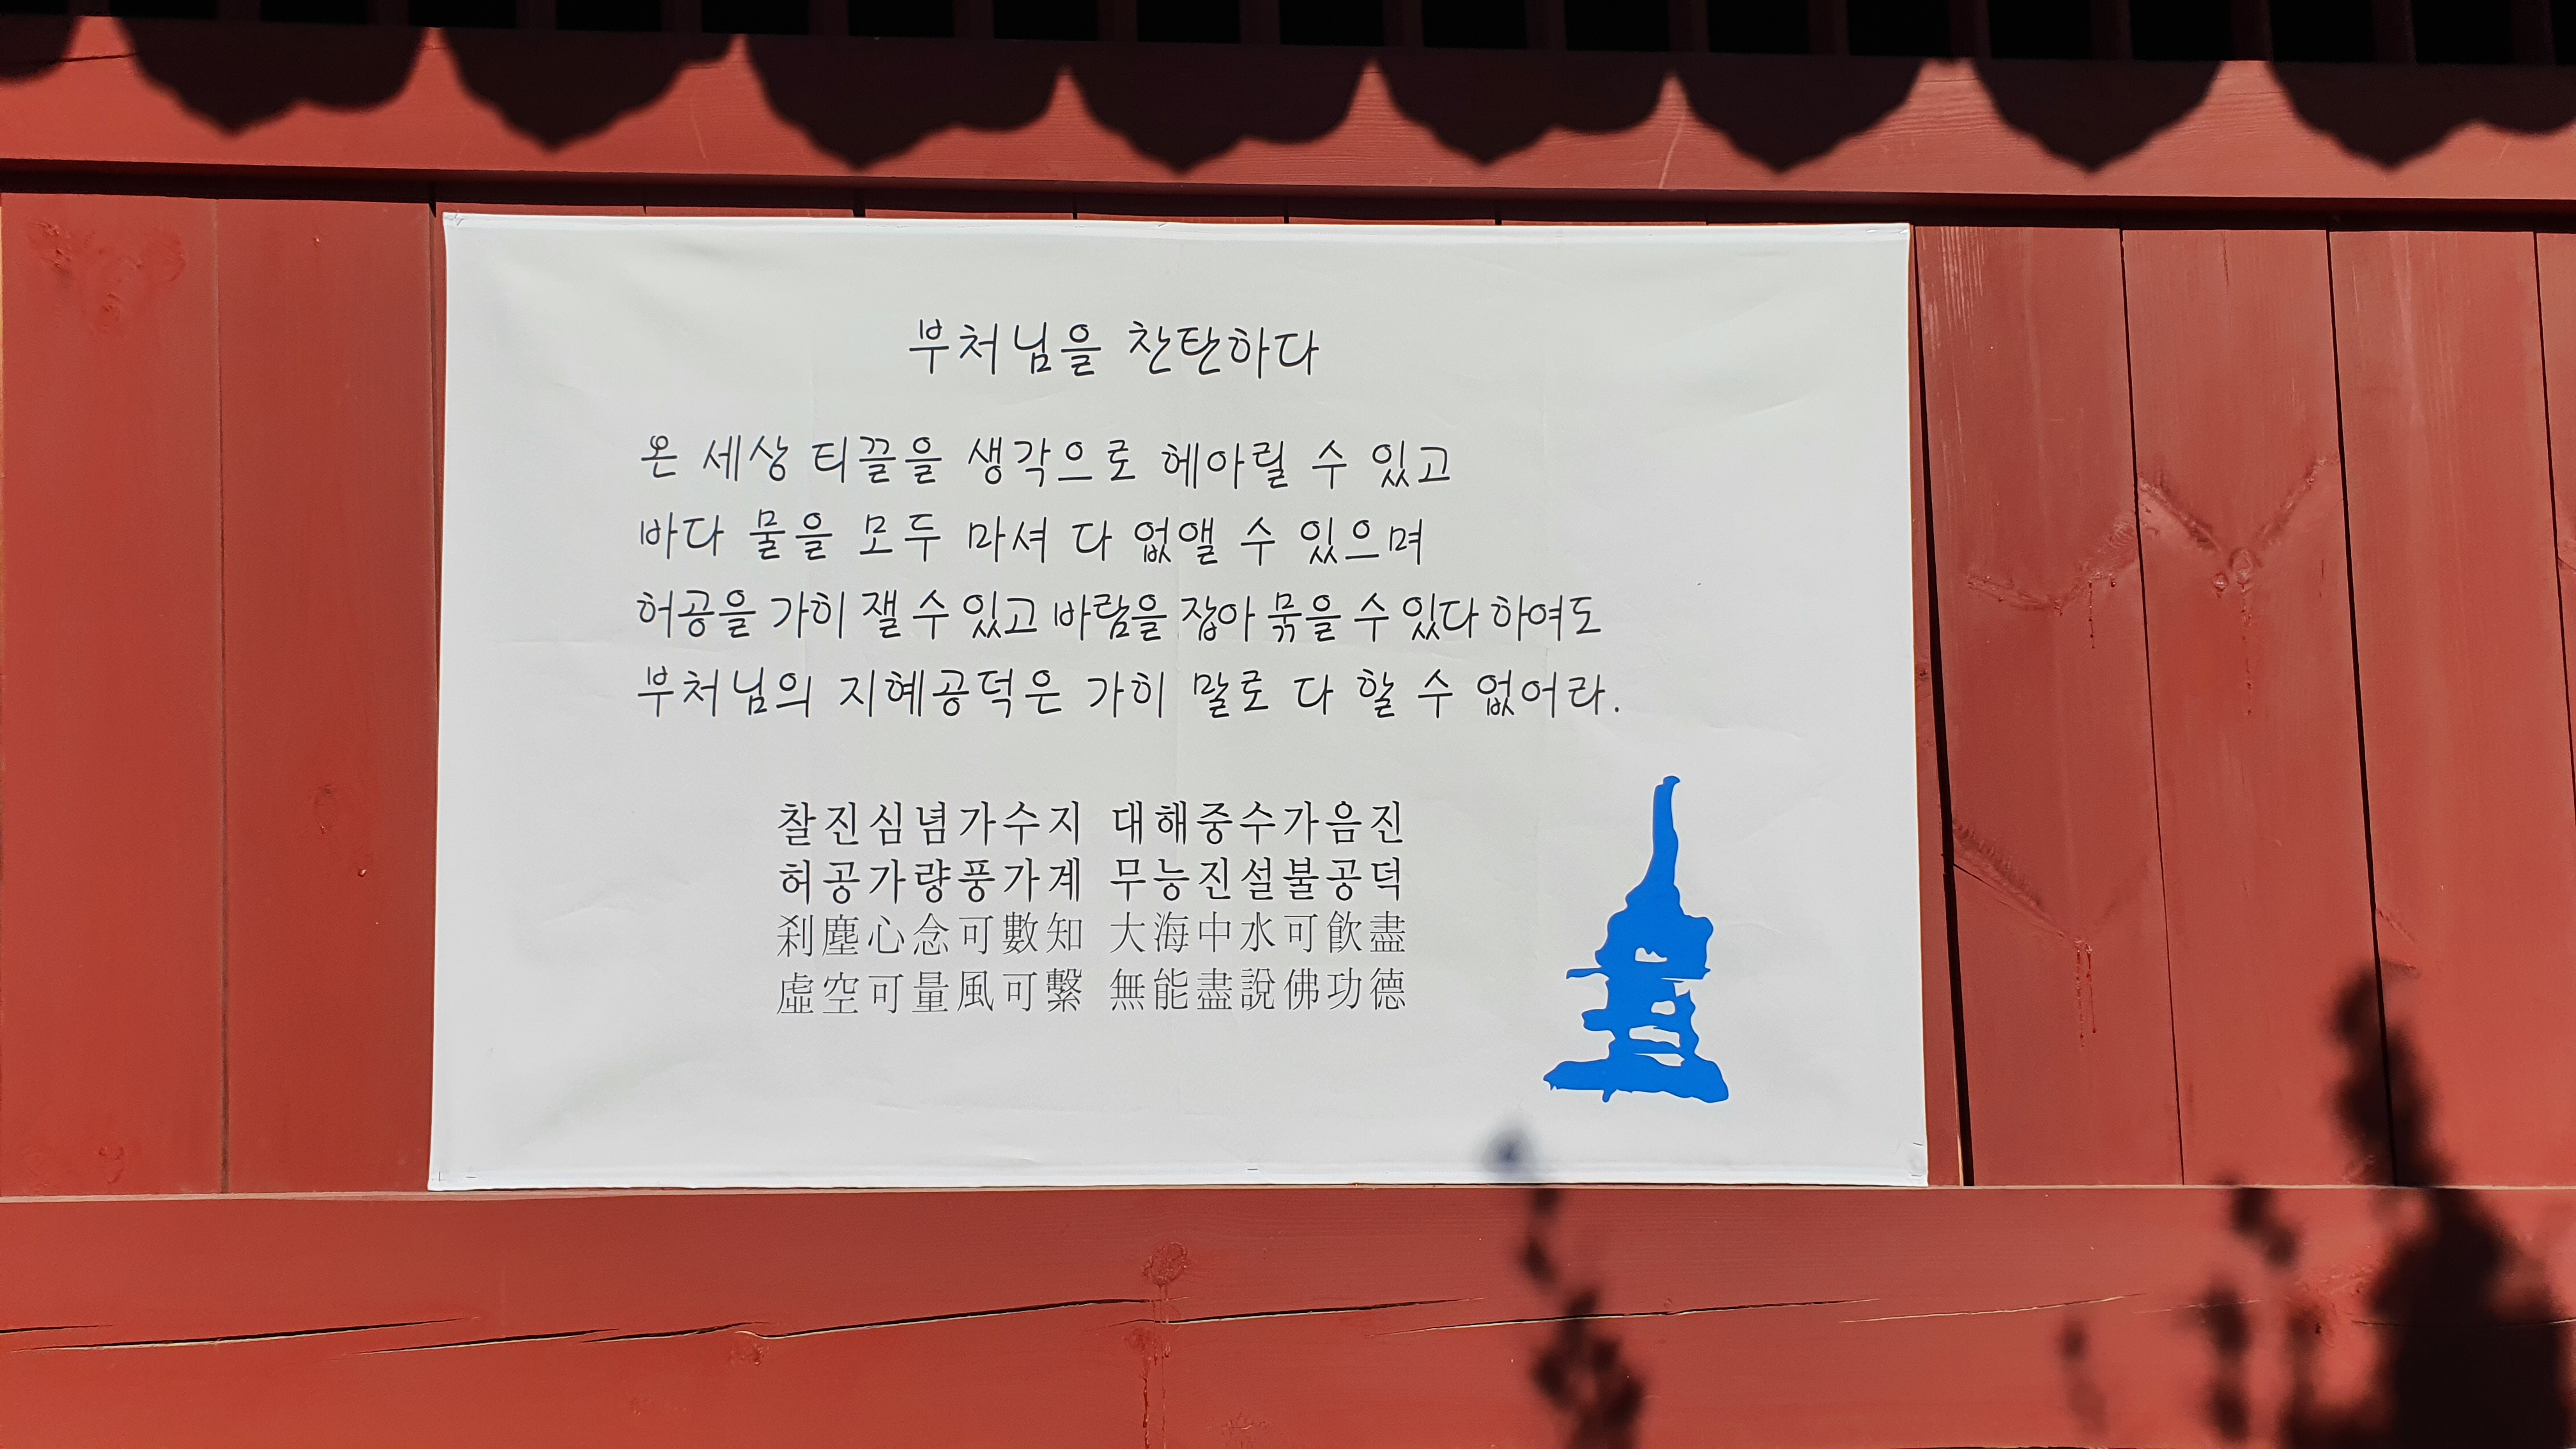 부처님을 찬탄하다
온 세상 티끌을 생각으로 헤아릴 수 있고
바다 물을 모두 마셔 다 없앨 수 있으며
허공을 가히 잴 수 있고 바람을 잡아 묶을 수 있다 하여도
부처님의 지혜공덕은 가히 말로 다 할 수 없어라.
찰진심념가수지 대해중수가음진
허공가량풍가계 무능진설불공덕
刹塵心念可數知 大海中水可飮盡
虛空可量風可繫 無能盡說佛功德